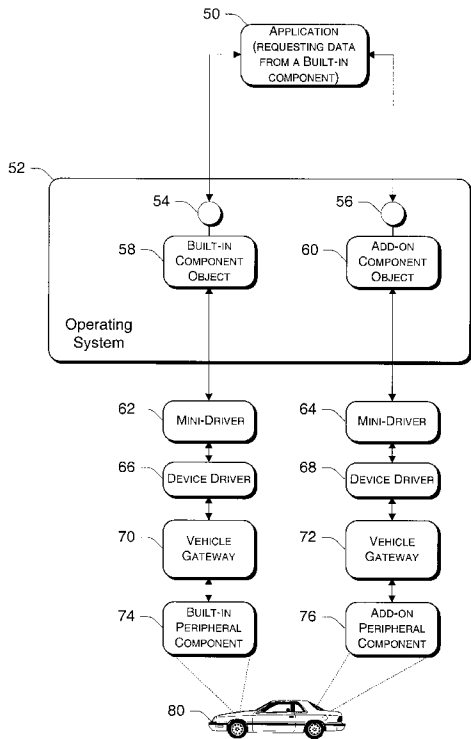 50
APPLICATION
(REQUESTING DATA
FROM A BUILT-IN
COMPONENT)
52
54
56
58
BUILT-IN
COMPONENT
OBJECT
60
ADD-ON
COMPONENT
OBJECT
Operating
System
62
MINI-DRIVER
64
MINI-DRIVER
66
DEVICE DRIVER
68
DEVICE DRIVER
70
VEHICLE
GATEWAY
72
VEHICLE
GATEWAY
74
BUILT-IN
PERIPHERAL
COMPONENT
76
ADD-ON
PERIPHERAL
COMPONENT
80